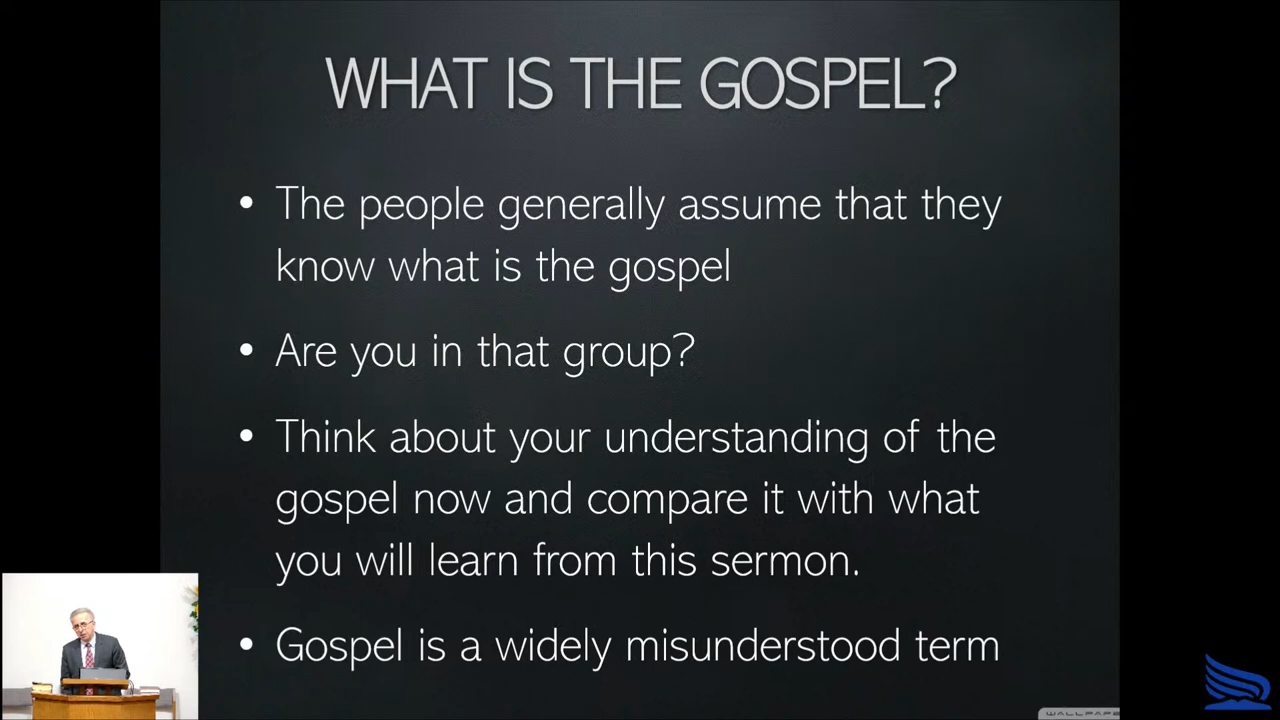 WHAT IS THE GOSPEL?
• The people generally assume that they
know what is the gospel
• Are you in that group?
• Think about your understanding of the
gospel now and compare it with what
you will learn from this sermon.
• Gospel is a widely misunderstood term